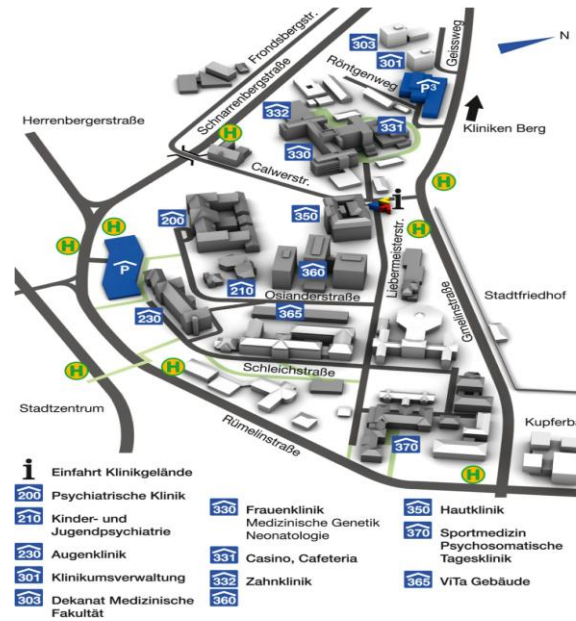 Frondsbergstr.
303
301
Geissweg
N
Schnarrenbergstraße
Röntgenweg
P3
Herrenbergerstraße
332
331
Kliniken Berg
H
330
Calwerstr.
H
i
200
350
H
H
H
P
360
Liebermeisterstr.
210
Osianderstraße
Gmelinstraße
Stadtfriedhof
230
365
H
H
Schleichstraße
Stadtzentrum
Rümelinstraße
370
Kupferba
H
i Einfahrt Klinikgelände
200 Psychiatrische Klinik
210 Kinder- und
Jugendpsychiatrie
230 Augenklinik
301 Klinikumsverwaltung
303 Dekanat Medizinische
Fakultät
330 Frauenklinik
Medizinische Genetik
Neonatologie
331 Casino, Cafeteria
332 Zahnklinik
360
350 Hautklinik
370 Sportmedizin
Psychosomatische
Tagesklinik
365 ViTa Gebäude